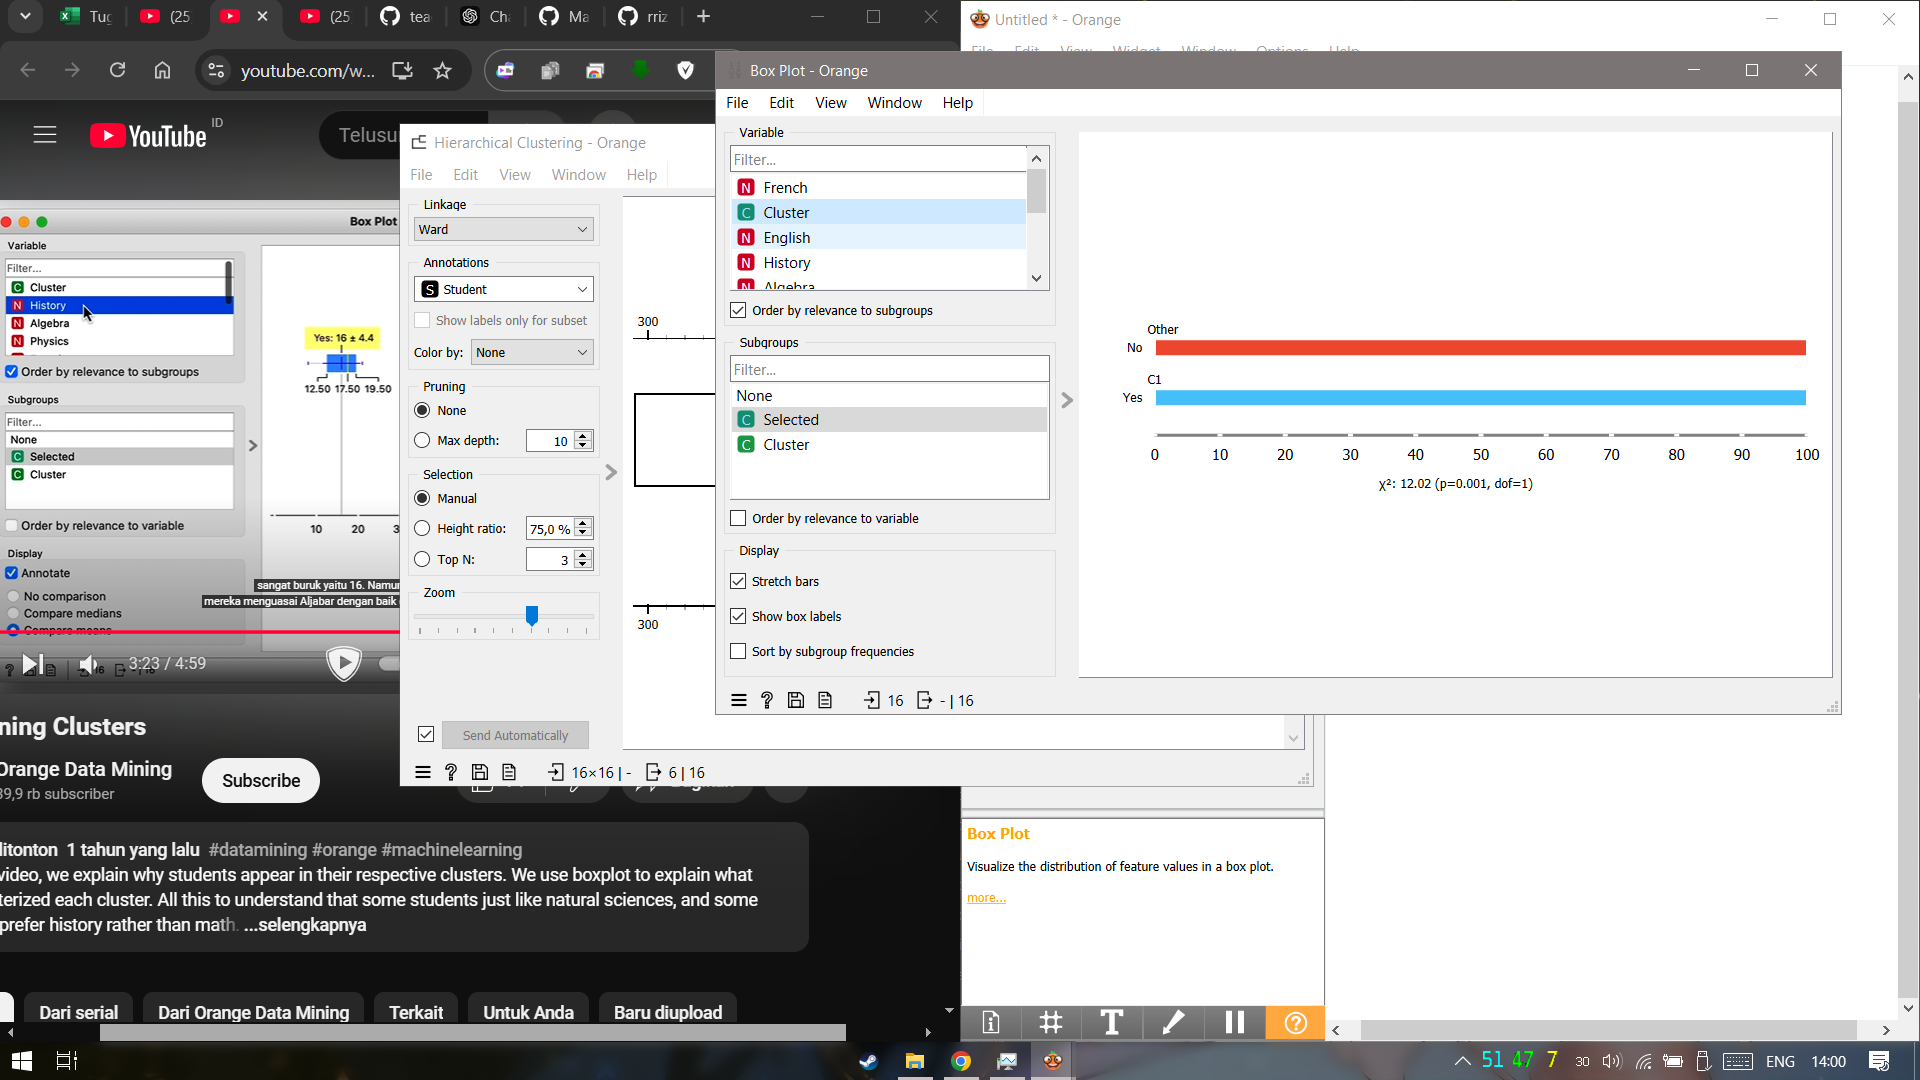 Tug
(25
(25
tea
Ch
Ma
rriz
youtube.com/w...
YouTube
ID
Telusu
Box Plot
Variable
Filter...
C Cluster
N History
N Algebra
N Physics
Order by relevance to subgroups
Subgroups
Filter...
None
C Selected
C Cluster
Order by relevance to variable
Display
Annotate
No comparison
Compare medians
Compare means
Yes: 16 ± 4.4
12.50 17.50 19.50
10 20 3
sangat buruk yaitu 16. Namun
mereka menguasai Aljabar dengan baik
3:23 / 4:59
ning Clusters
Orange Data Mining
39,9 rb subscriber
Subscribe
ditonton 1 tahun yang lalu #datamining #orange #machinelearning
video, we explain why students appear in their respective clusters. We use boxplot to explain what
terized each cluster. All this to understand that some students just like natural sciences, and some
prefer history rather than math. ...selengkapnya
Dari serial
Dari Orange Data Mining
Terkait
Untuk Anda
Baru diupload
Hierarchical Clustering - Orange
File Edit View Window Help
Linkage
Ward
Annotations
S Student
Show labels only for subset
Color by: None
Pruning
None
Max depth: 10
Selection
Manual
Height ratio: 75,0 %
Top N: 3
Zoom
Send Automatically
16×16 | - 6 | 16
300
300
Untitled * - Orange
File Edit View Widget Window Options Help
Box Plot - Orange
File Edit View Window Help
Variable
Filter...
N French
C Cluster
N English
N History
N Algebra
Order by relevance to subgroups
Subgroups
Filter...
None
C Selected
C Cluster
Order by relevance to variable
Display
Stretch bars
Show box labels
Sort by subgroup frequencies
16 - | 16
Other
No
C1
Yes
0 10 20 30 40 50 60 70 80 90 100
χ²: 12.02 (p=0.001, dof=1)
Box Plot
Visualize the distribution of feature values in a box plot.
more...
51 47 7 30 ENG 14:00